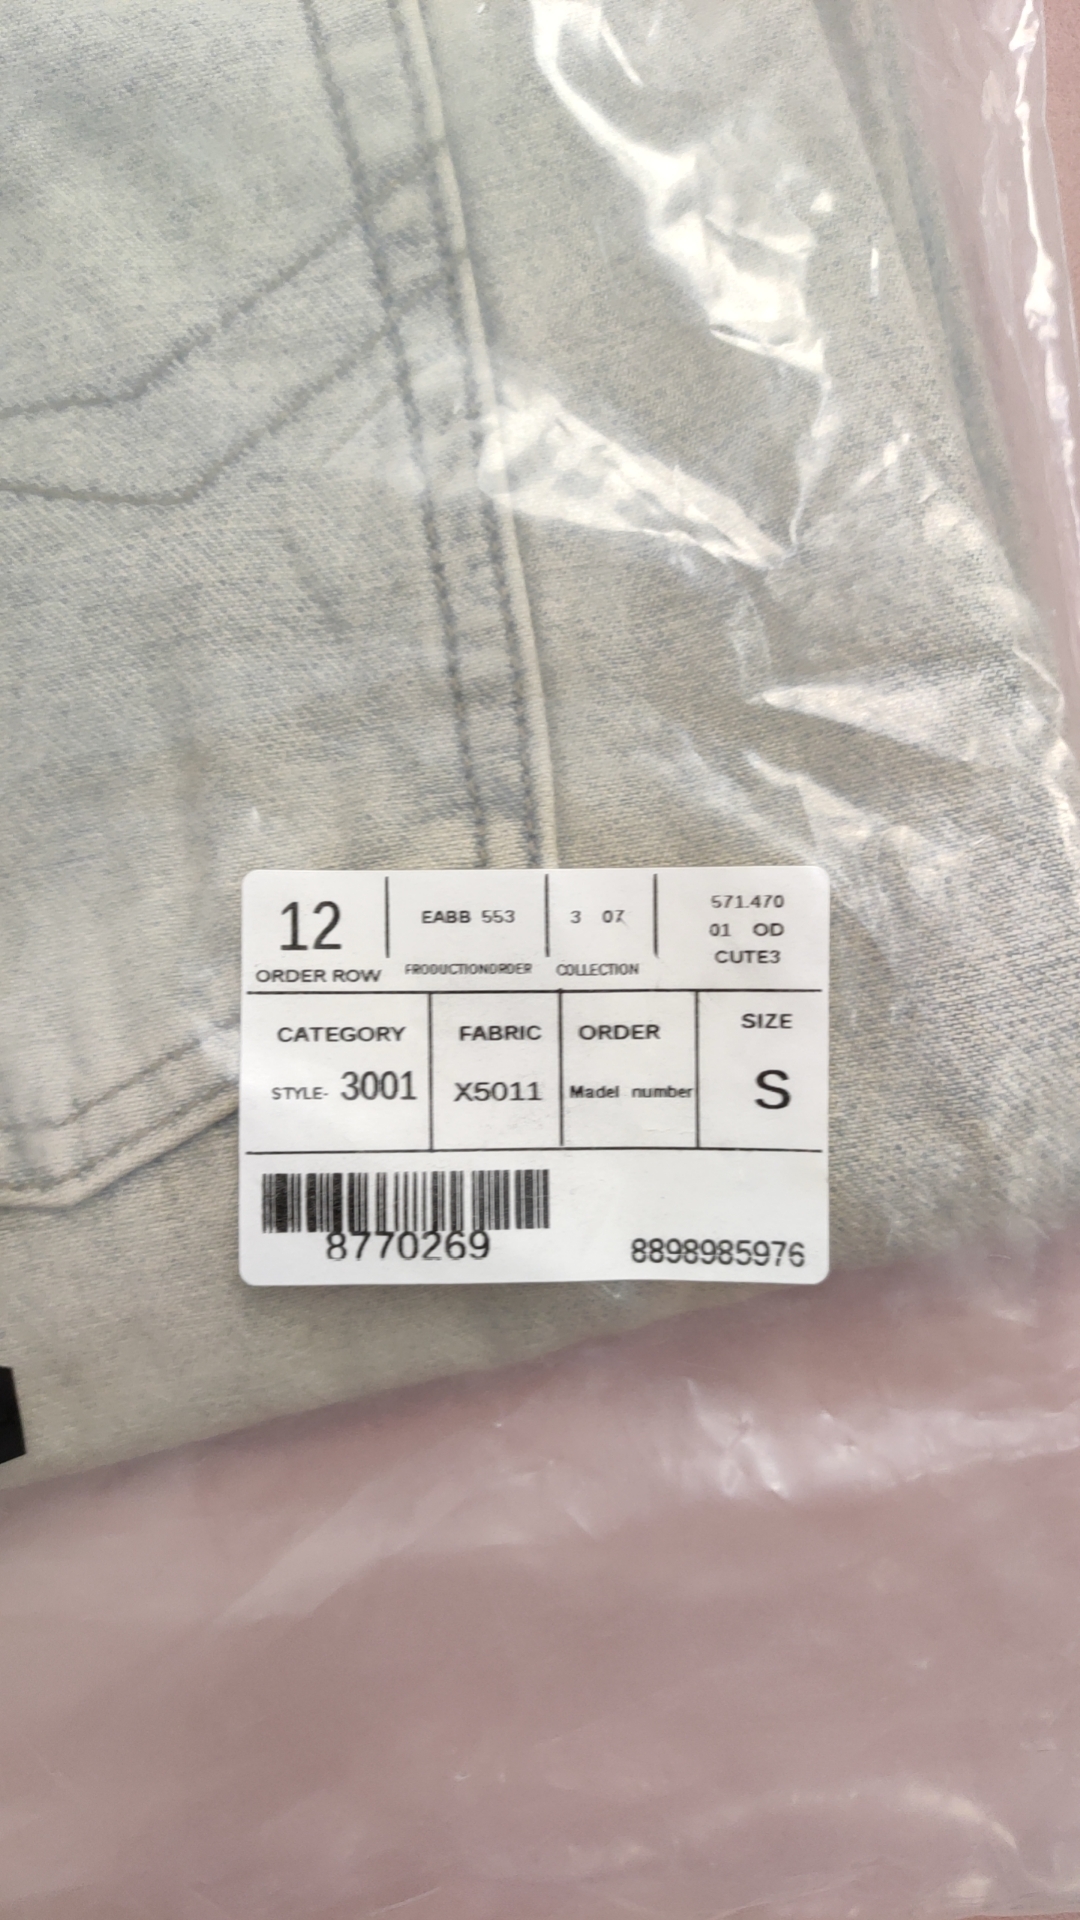 12 EABB 553 3 07 571.470
01 OD
CUTE3
ORDER ROW FRODUCTIONDRDER COLLECTION
CATEGORY FABRIC ORDER SIZE
STYLE- 3001 X5011 Madel number S
8770269 8898985976